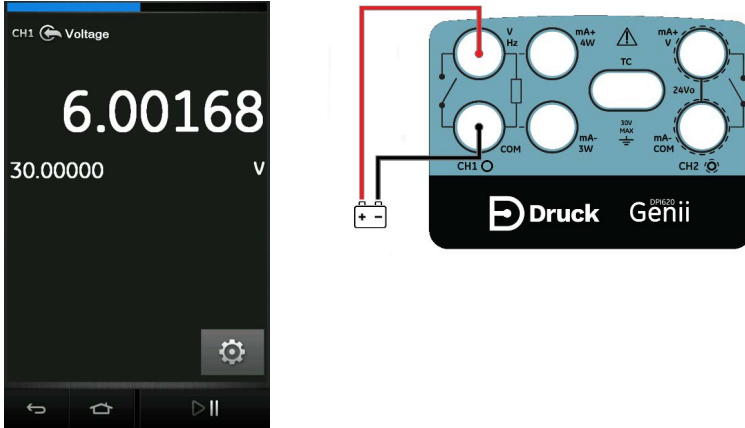 CH1 Voltage
6.00168
30.00000 V
V
Hz
mA+
4W
TC
mA+
V
24Vo
30V
MAX
COM
mA-
3W
mA-
COM
CH1
CH2
+ -
Druck
DPI620
Genii